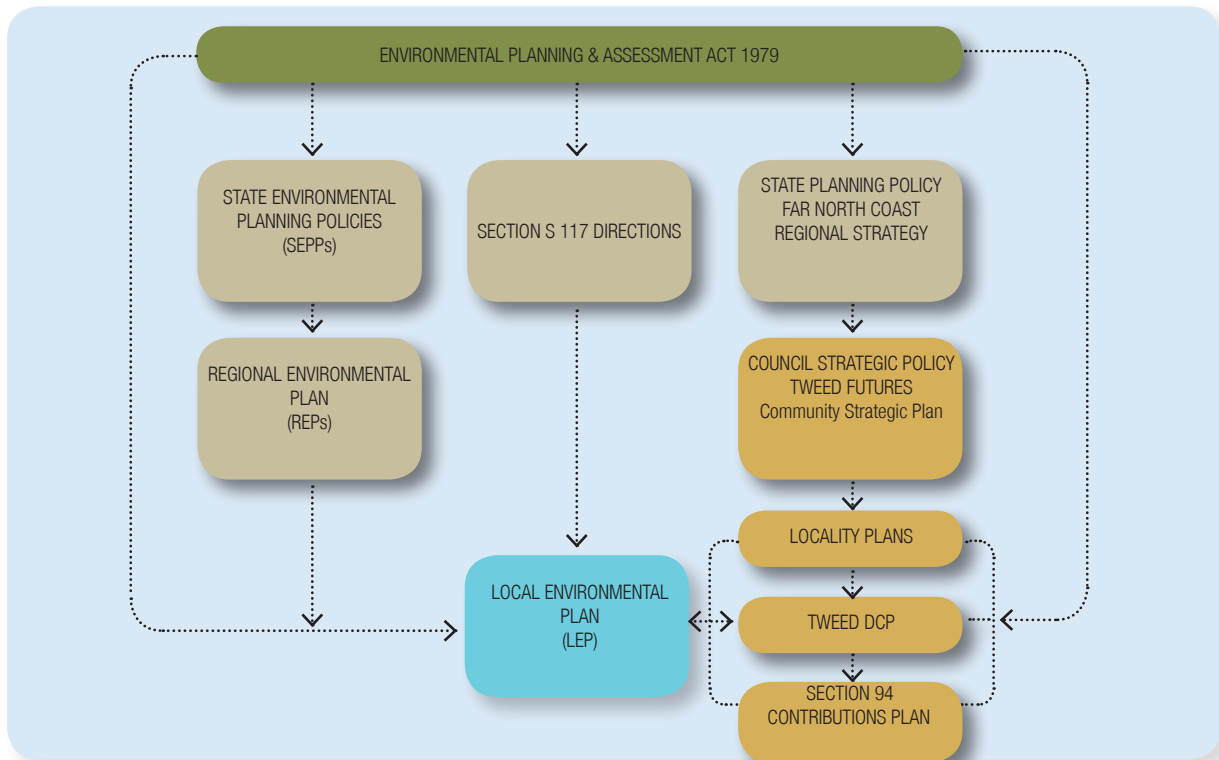 ENVIRONMENTAL PLANNING & ASSESSMENT ACT 1979
STATE ENVIRONMENTAL
PLANNING POLICIES
(SEPPs)
SECTION S 117 DIRECTIONS
STATE PLANNING POLICY
FAR NORTH COAST
REGIONAL STRATEGY
REGIONAL ENVIRONMENTAL
PLAN
(REPs)
COUNCIL STRATEGIC POLICY
TWEED FUTURES
Community Strategic Plan
LOCALITY PLANS
LOCAL ENVIRONMENTAL
PLAN
(LEP)
TWEED DCP
SECTION 94
CONTRIBUTIONS PLAN